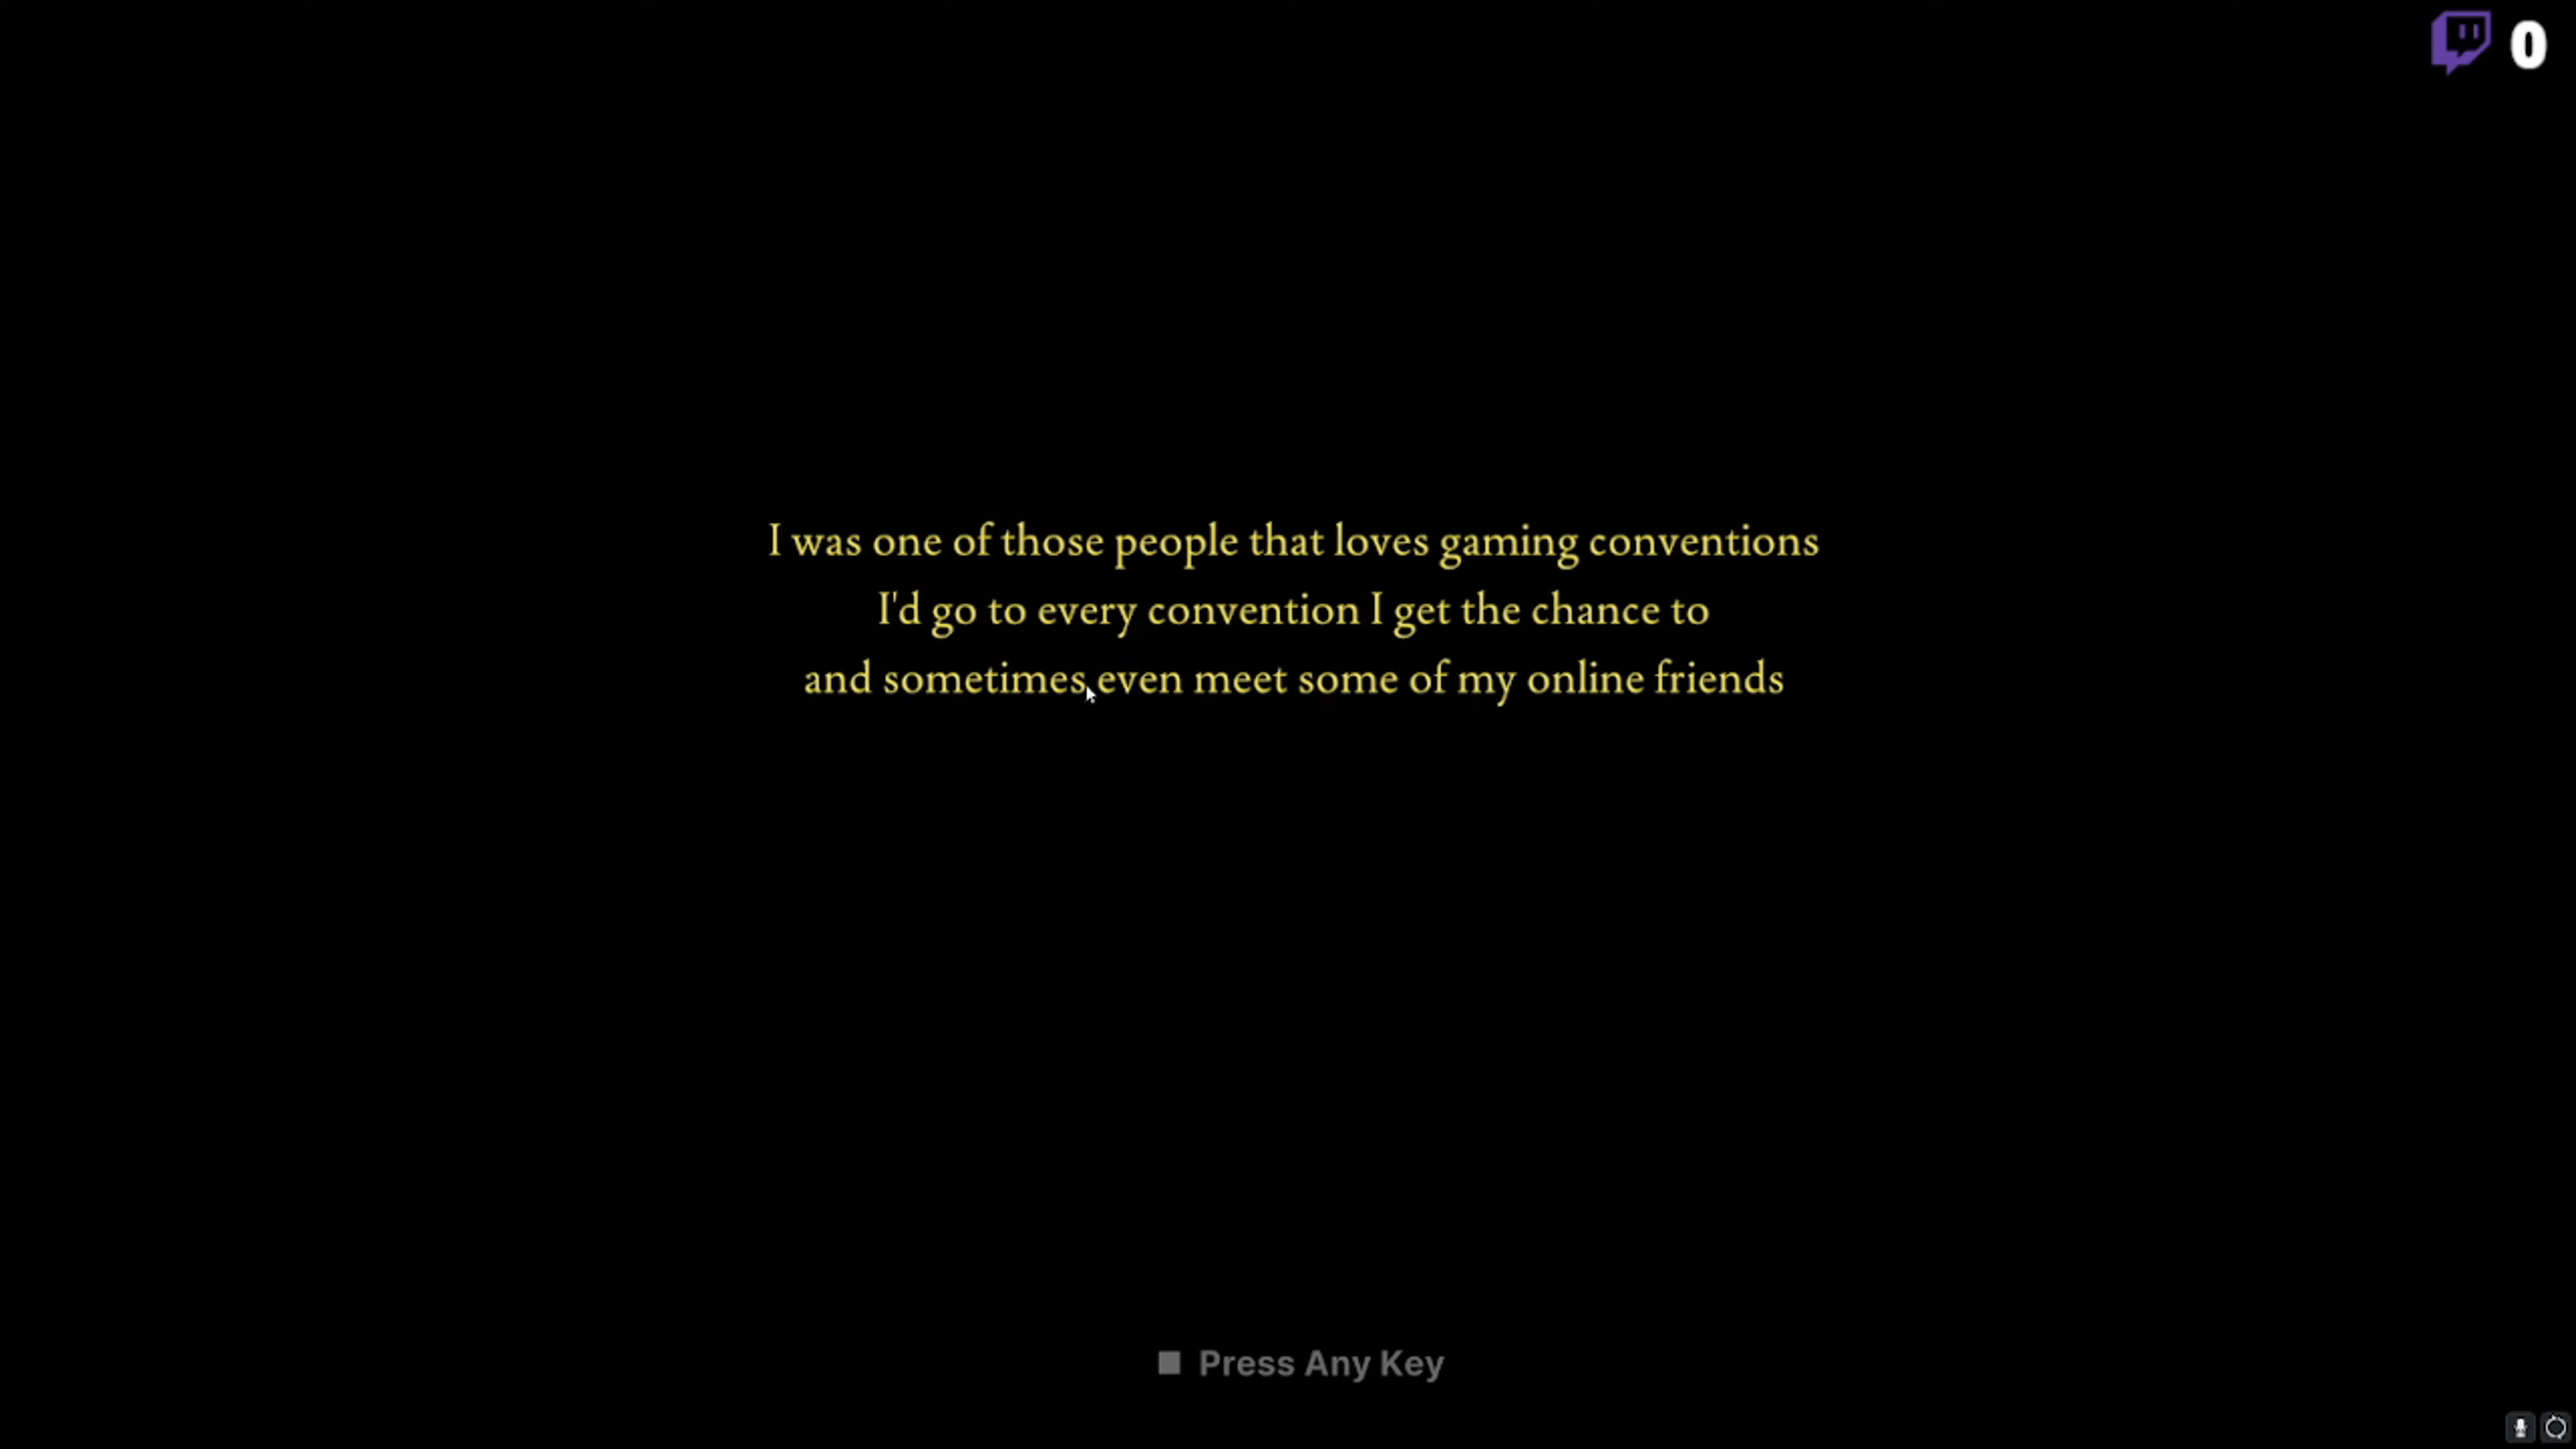 0
I was one of those people that loves gaming conventions
I'd go to every convention I get the chance to
and sometimes even meet some of my online friends
Press Any Key